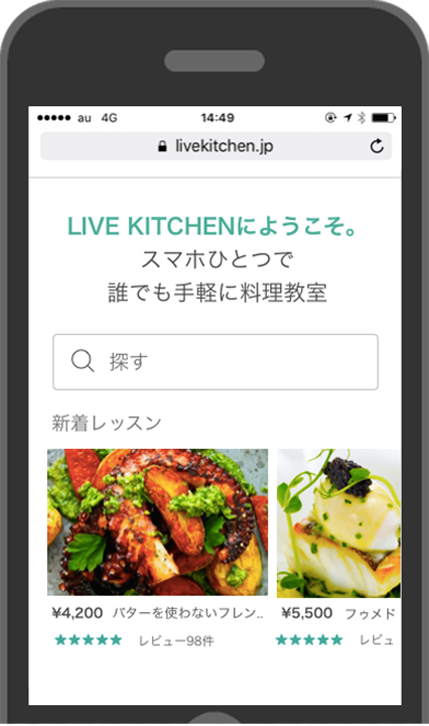 au 4G 14:49
livekitchen.jp
LIVE KITCHENにようこそ。
スマホひとつで
誰でも手軽に料理教室
探す
新着レッスン
¥4,200 バターを使わないフレン.. ¥5,500 フゥメド
★★★★★ レビュー98件 ★★★★★ レビュ